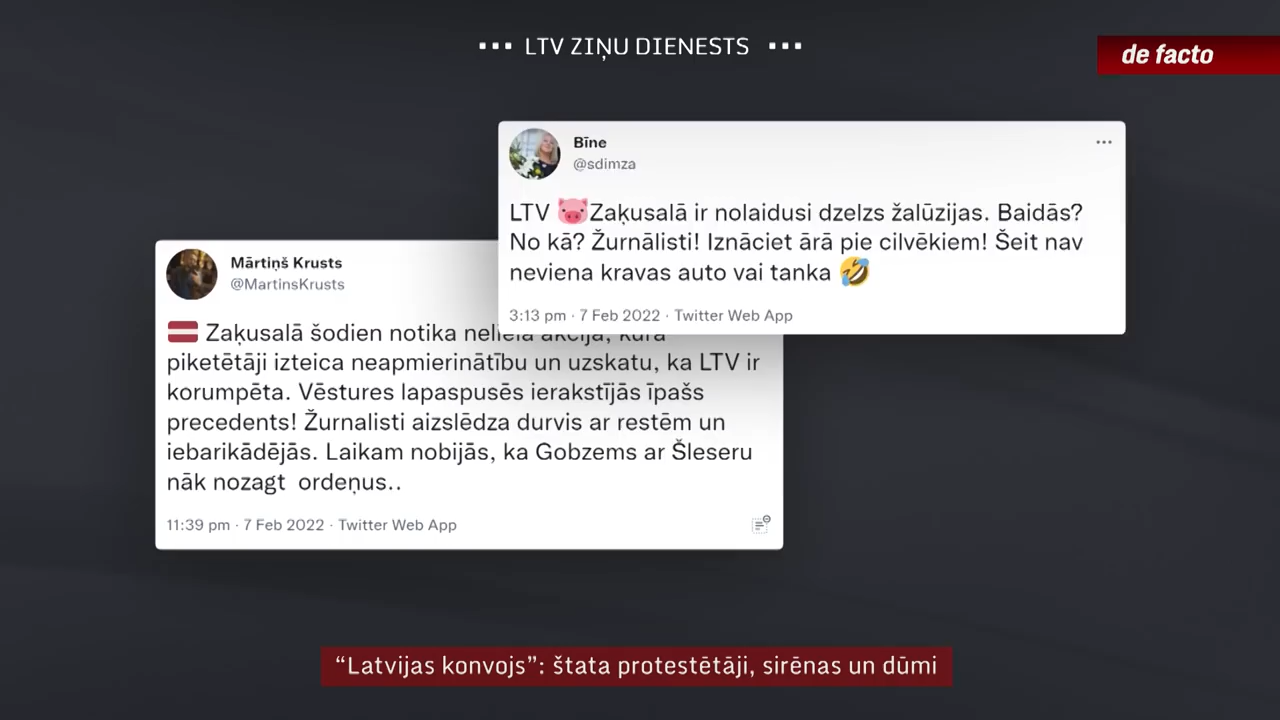 LTV ZIŅU DIENESTS
de facto
Bīne
@sdimza
LTV 🐷Zaķusalā ir nolaidusi dzelzs žalūzijas. Baidās?
No kā? Žurnālisti! Iznāciet ārā pie cilvēkiem! Šeit nav
neviena kravas auto vai tanka 🤣
3:13 pm · 7 Feb 2022 · Twitter Web App
Mārtiņš Krusts
@MartinsKrusts
🇱🇻 Zaķusalā šodien notika neliela akcija, kurā
piketētāji izteica neapmierinātību un uzskatu, ka LTV ir
korumpēta. Vēstures lapaspusēs ierakstījās īpašs
precedents! Žurnalisti aizslēdza durvis ar restēm un
iebarikādējās. Laikam nobijās, ka Gobzems ar Šleseru
nāk nozagt  ordeņus..
11:39 pm · 7 Feb 2022 · Twitter Web App
“Latvijas konvojs”: štata protestētāji, sirēnas un dūmi